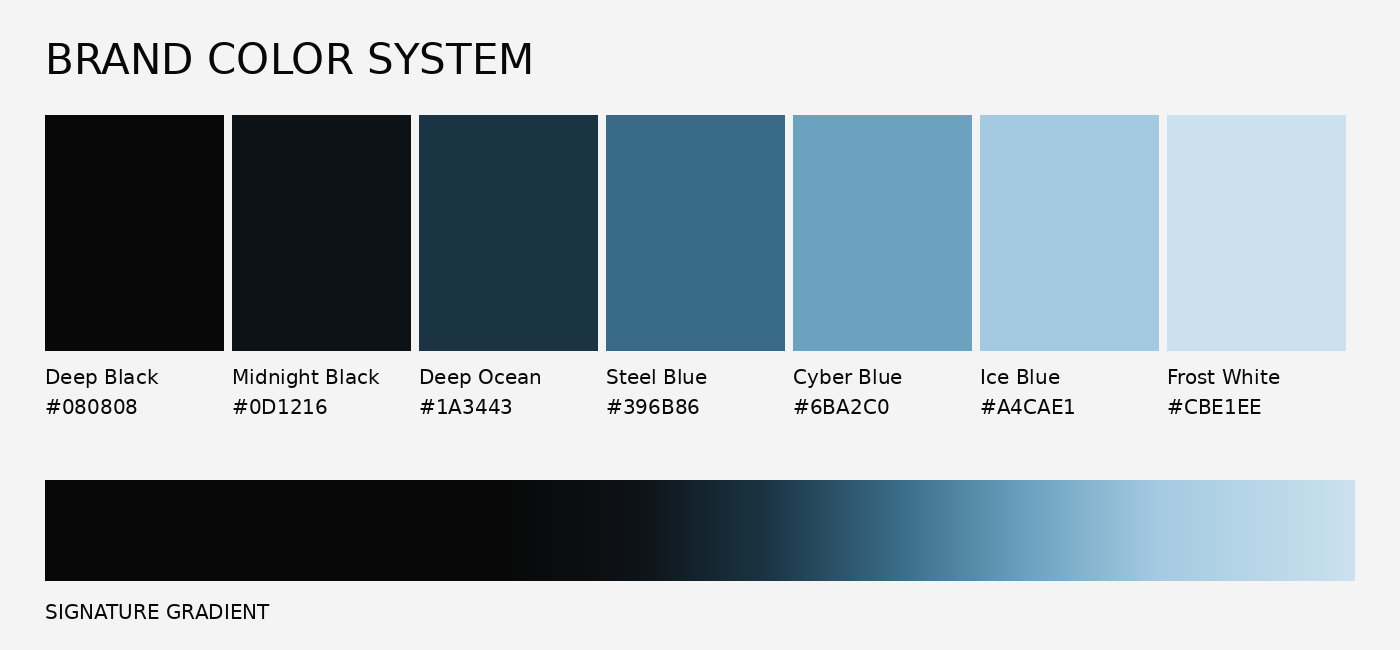 BRAND COLOR SYSTEM
Deep Black
#080808
Midnight Black
#0D1216
Deep Ocean
#1A3443
Steel Blue
#396B86
Cyber Blue
#6BA2C0
Ice Blue
#A4CAE1
Frost White
#CBE1EE
SIGNATURE GRADIENT